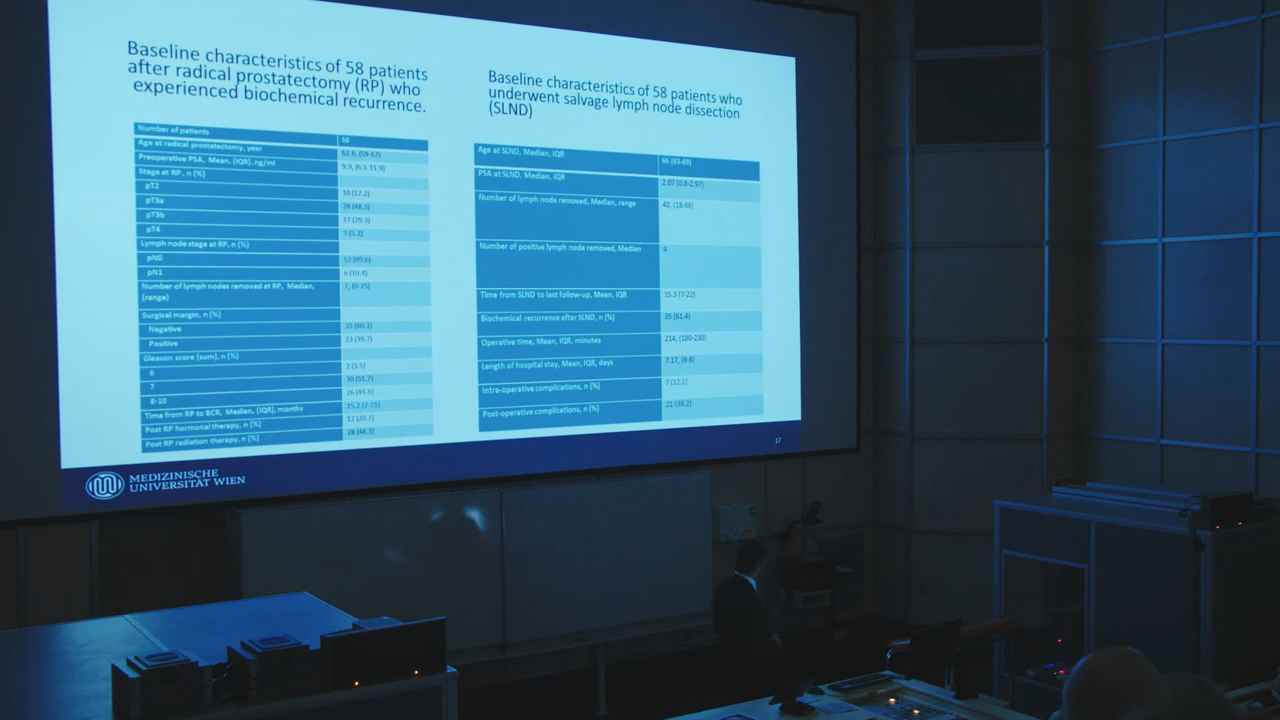 Baseline characteristics of 58 patients
after radical prostatectomy (RP) who
experienced biochemical recurrence.
Number of patients 58
Age at radical prostatectomy, year 62.6, (59-67)
Preoperative PSA, Mean, (IQR), ng/ml 9.9, (6.1-11.9)
Stage at RP , n (%)
pT2 10 (17.2)
pT3a 28 (48.3)
pT3b 17 (29.3)
pT4 3 (5.2)
Lymph node stage at RP, n (%)
pN0 52 (89.6)
pN1 6 (10.4)
Number of lymph nodes removed at RP, Median, 7, (0-25)
(range)
Surgical margin, n (%)
Negative 35 (60.3)
Positive 23 (39.7)
Gleason score (sum), n (%)
6 2 (3.5)
7 30 (51.7)
8-10 26 (44.8)
Time from RP to BCR, Median, (IQR), months 15.2 (2-21)
Post RP hormonal therapy, n (%) 12 (20.7)
Post RP radiation therapy, n (%) 28 (48.3)
Baseline characteristics of 58 patients who
underwent salvage lymph node dissection
(SLND)
Age at SLND, Median, IQR 66 (63-69)
PSA at SLND, Median, IQR 2.07 (0.8-2.97)
Number of lymph node removed, Median, range 40, (18-66)
Number of positive lymph node removed, Median 4
Time from SLND to last follow-up, Mean, IQR 15.3 (7-22)
Biochemical recurrence after SLND, n (%) 35 (61.4)
Operative time, Mean, IQR, minutes 214, (180-230)
Length of hospital stay, Mean, IQR, days 7.17, (6-8)
Intra-operative complications, n (%) 7 (12.1)
Post-operative complications, n (%) 21 (36.2)
17
MEDIZINISCHE
UNIVERSITÄT WIEN